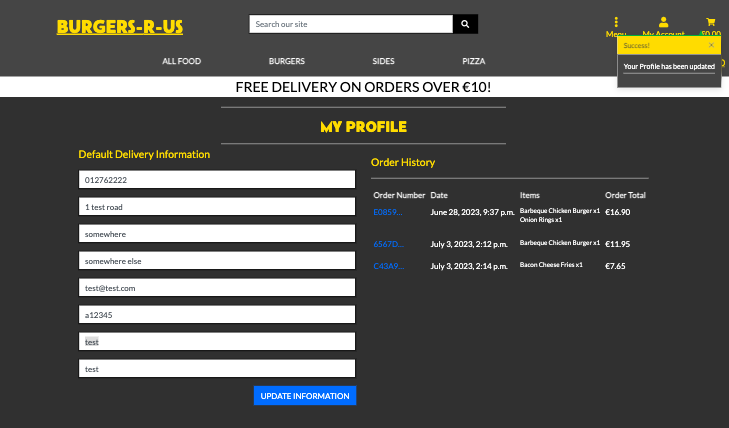 BURGERS-R-US
Search our site
Menu My Account €0.00
Success! ×
Your Profile has been updated
ALL FOOD BURGERS SIDES PIZZA
FREE DELIVERY ON ORDERS OVER €10!
MY PROFILE
Default Delivery Information
012762222
1 test road
somewhere
somewhere else
test@test.com
a12345
test
test
UPDATE INFORMATION
Order History
Order Number Date Items Order Total
E0859... June 28, 2023, 9:37 p.m. Barbeque Chicken Burger x1 €16.90
Onion Rings x1
6567D... July 3, 2023, 2:12 p.m. Barbeque Chicken Burger x1 €11.95
C43A9... July 3, 2023, 2:14 p.m. Bacon Cheese Fries x1 €7.65